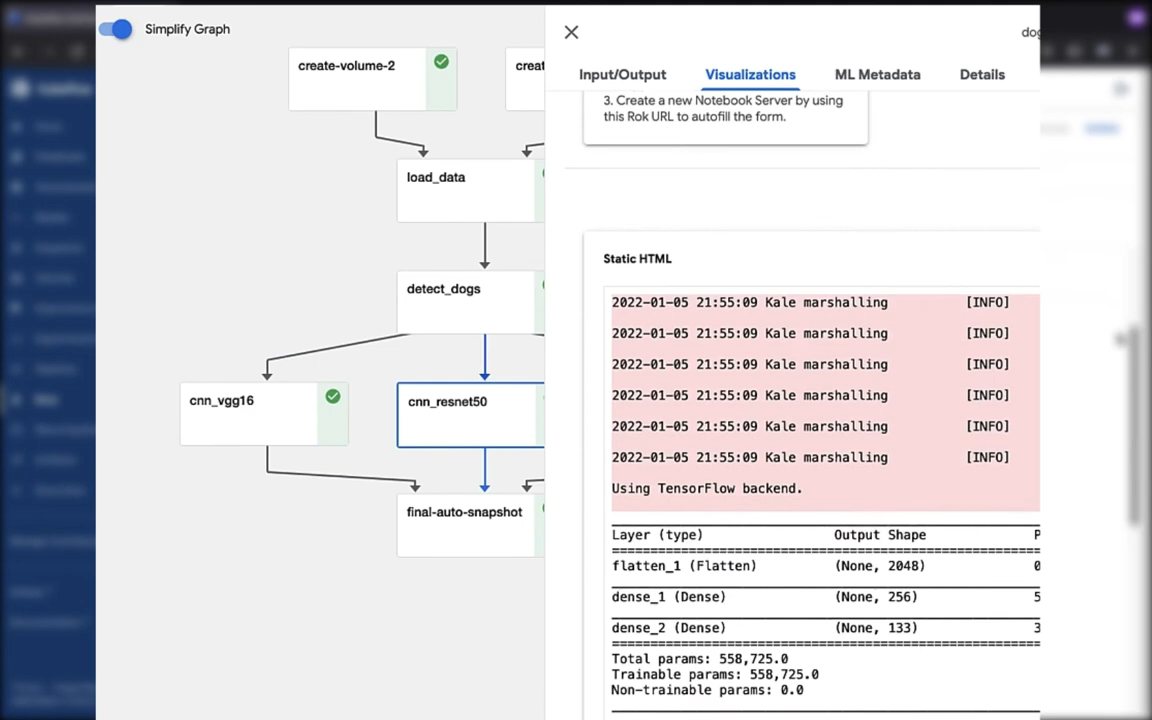 Simplify Graph
create-volume-2
creat
load_data
detect_dogs
cnn_vgg16
cnn_resnet50
final-auto-snapshot
dog
Input/Output
Visualizations
ML Metadata
Details
3. Create a new Notebook Server by using
this Rok URL to autofill the form.
Static HTML
2022-01-05 21:55:09 Kale marshalling [INFO]
2022-01-05 21:55:09 Kale marshalling [INFO]
2022-01-05 21:55:09 Kale marshalling [INFO]
2022-01-05 21:55:09 Kale marshalling [INFO]
2022-01-05 21:55:09 Kale marshalling [INFO]
2022-01-05 21:55:09 Kale marshalling [INFO]
Using TensorFlow backend.
Layer (type) Output Shape P
flatten_1 (Flatten) (None, 2048) 0
dense_1 (Dense) (None, 256) 5
dense_2 (Dense) (None, 133) 3
Total params: 558,725.0
Trainable params: 558,725.0
Non-trainable params: 0.0